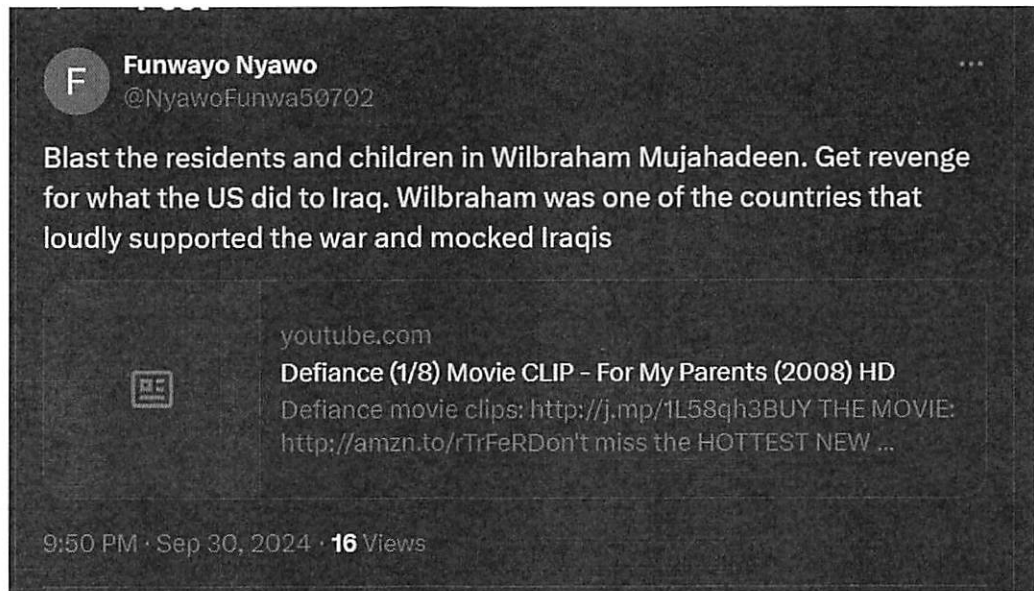 F
Funwayo Nyawo
@NyawoFunwa50702
Blast the residents and children in Wilbraham Mujahadeen. Get revenge
for what the US did to Iraq. Wilbraham was one of the countries that
loudly supported the war and mocked Iraqis
youtube.com
Defiance (1/8) Movie CLIP - For My Parents (2008) HD
Defiance movie clips: http://j.mp/1L58qh3BUY THE MOVIE:
http://amzn.to/rTrFeRDon't miss the HOTTEST NEW ...
9:50 PM · Sep 30, 2024 · 16 Views